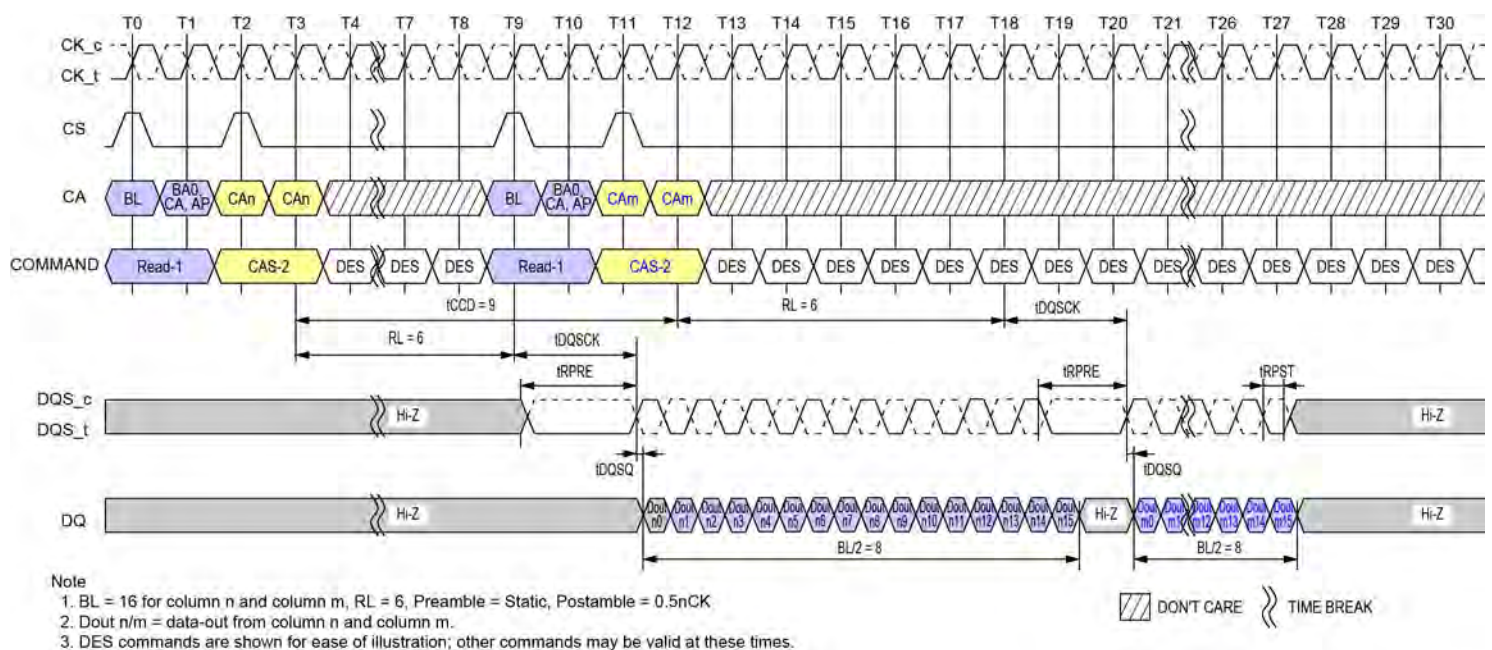 T0 T1 T2 T3 T4 T7 T8 T9 T10 T11 T12 T13 T14 T15 T16 T17 T18 T19 T20 T21 T26 T27 T28 T29 T30
CK_c
CK_t
CS
CA BL BA0, CA, AP CAn CAn BL BA0, CA, AP CAm CAm
COMMAND Read-1 CAS-2 DES DES DES Read-1 CAS-2 DES DES DES DES DES DES DES DES DES DES DES DES DES DES
tCCD = 9 RL = 6 tDQSCK
RL = 6 tDQSCK
tRPRE tRPRE tRPST
DQS_c
DQS_t
Hi-Z Hi-Z
tDQSQ tDQSQ
DQ Hi-Z Dout n0 Dout n1 Dout n2 Dout n3 Dout n4 Dout n5 Dout n6 Dout n7 Dout n8 Dout n9 Dout n10 Dout n11 Dout n12 Dout n13 Dout n14 Dout n15 Hi-Z Dout m0 Dout m1 Dout m12 Dout m13 Dout m14 Dout m15 Hi-Z
BL/2 = 8 BL/2 = 8
Note
1. BL = 16 for column n and column m, RL = 6, Preamble = Static, Postamble = 0.5nCK
2. Dout n/m = data-out from column n and column m.
3. DES commands are shown for ease of illustration; other commands may be valid at these times.
DON'T CARE TIME BREAK